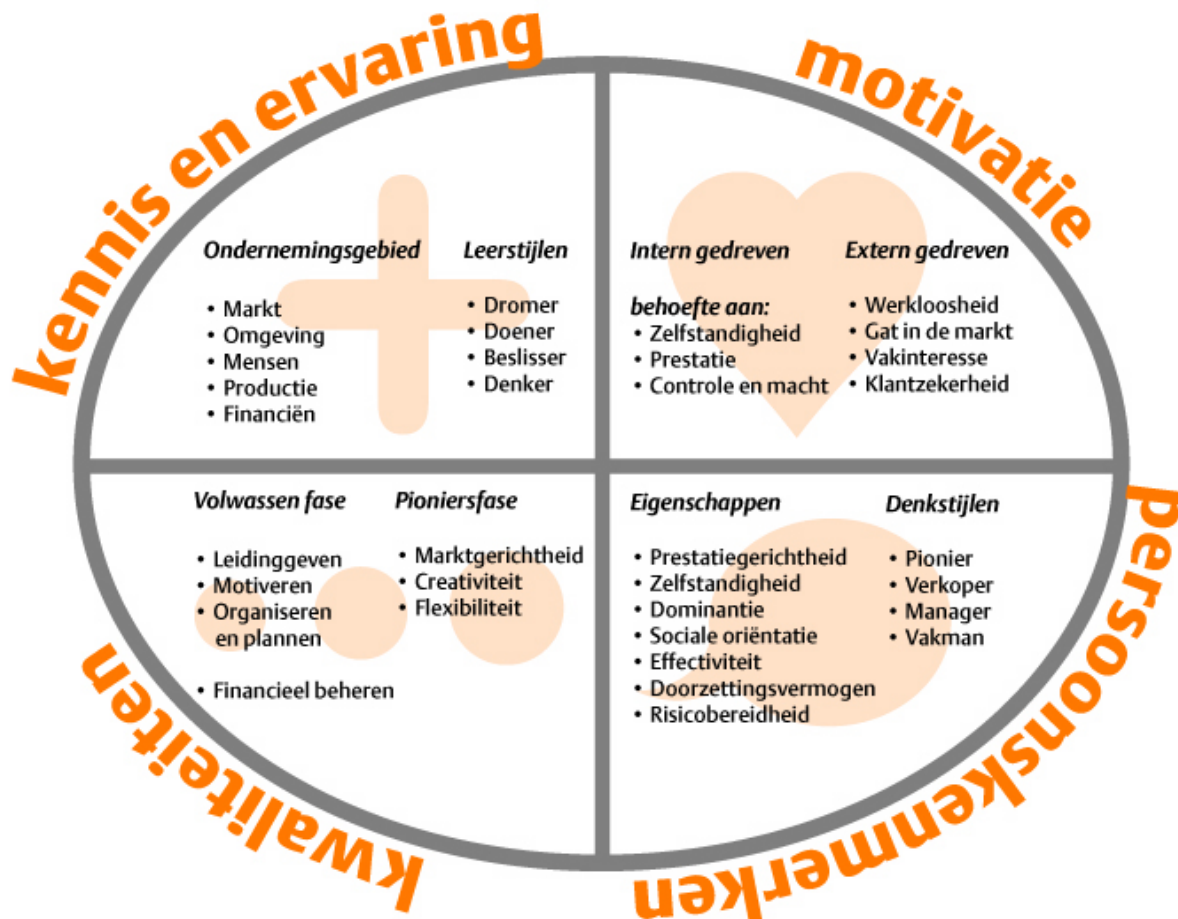 kennis en ervaring
Ondernemingsgebied
• Markt
• Omgeving
• Mensen
• Productie
• Financiën
Leerstijlen
• Dromer
• Doener
• Beslisser
• Denker
motivatie
Intern gedreven
behoefte aan:
• Zelfstandigheid
• Prestatie
• Controle en macht
Extern gedreven
• Werkloosheid
• Gat in de markt
• Vakinteresse
• Klantzekerheid
kwaliteiten
Volwassen fase
• Leidinggeven
• Motiveren
• Organiseren
en plannen
• Financieel beheren
Pioniersfase
• Marktgerichtheid
• Creativiteit
• Flexibiliteit
persoonskenmerken
Eigenschappen
• Prestatiegerichtheid
• Zelfstandigheid
• Dominantie
• Sociale oriëntatie
• Effectiviteit
• Doorzettingsvermogen
• Risicobereidheid
Denkstijlen
• Pionier
• Verkoper
• Manager
• Vakman